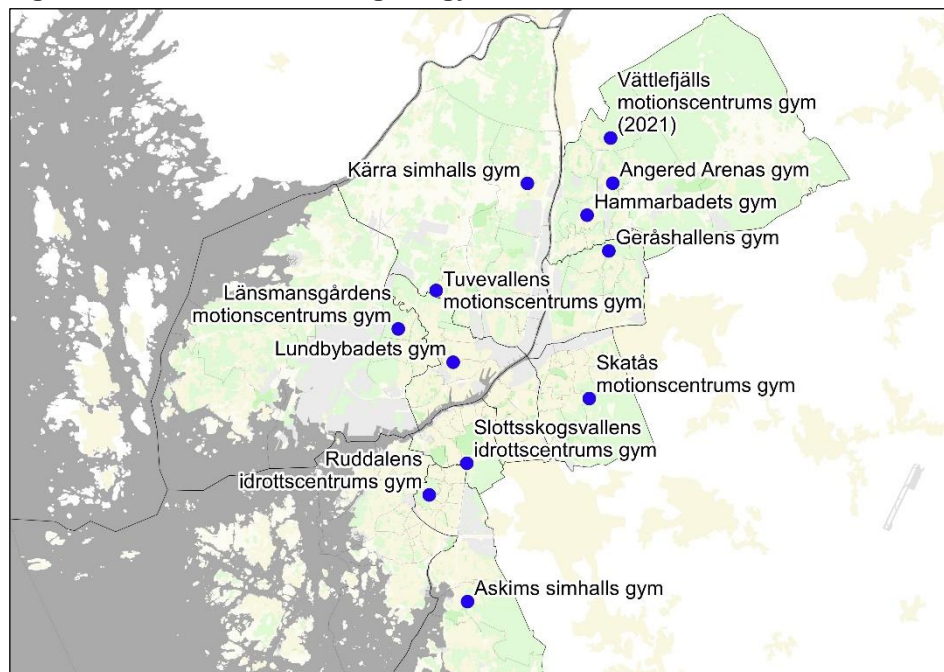 Vättlefjälls
motionscentrums gym
(2021)
Kärra simhalls gym
Angered Arenas gym
Hammarbadets gym
Geråshallens gym
Tuvevallens
motionscentrums gym
Länsmansgårdens
motionscentrums gym
Lundbybadets gym
Skatås
motionscentrums gym
Slottsskogsvallens
idrottscentrums gym
Ruddalens
idrottscentrums gym
Askims simhalls gym